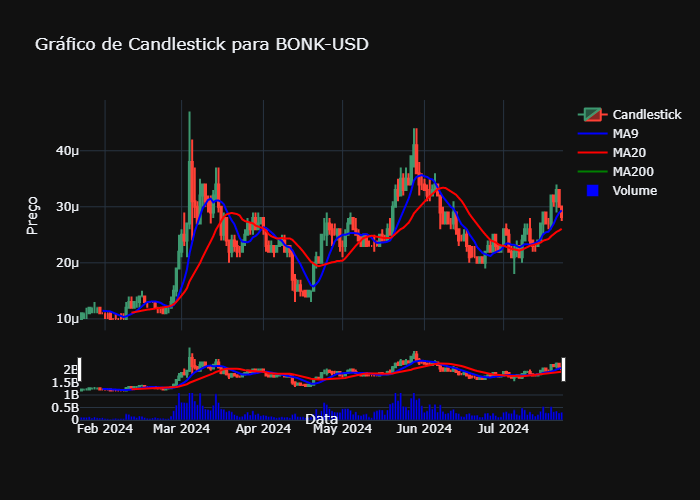 Gráfico de Candlestick para BONK-USD
Candlestick
MA9
MA20
MA200
Volume
Preço
40μ
30μ
20μ
10μ
2B
1.5B
1B
0.5B
0
Data
Feb 2024 Mar 2024 Apr 2024 May 2024 Jun 2024 Jul 2024